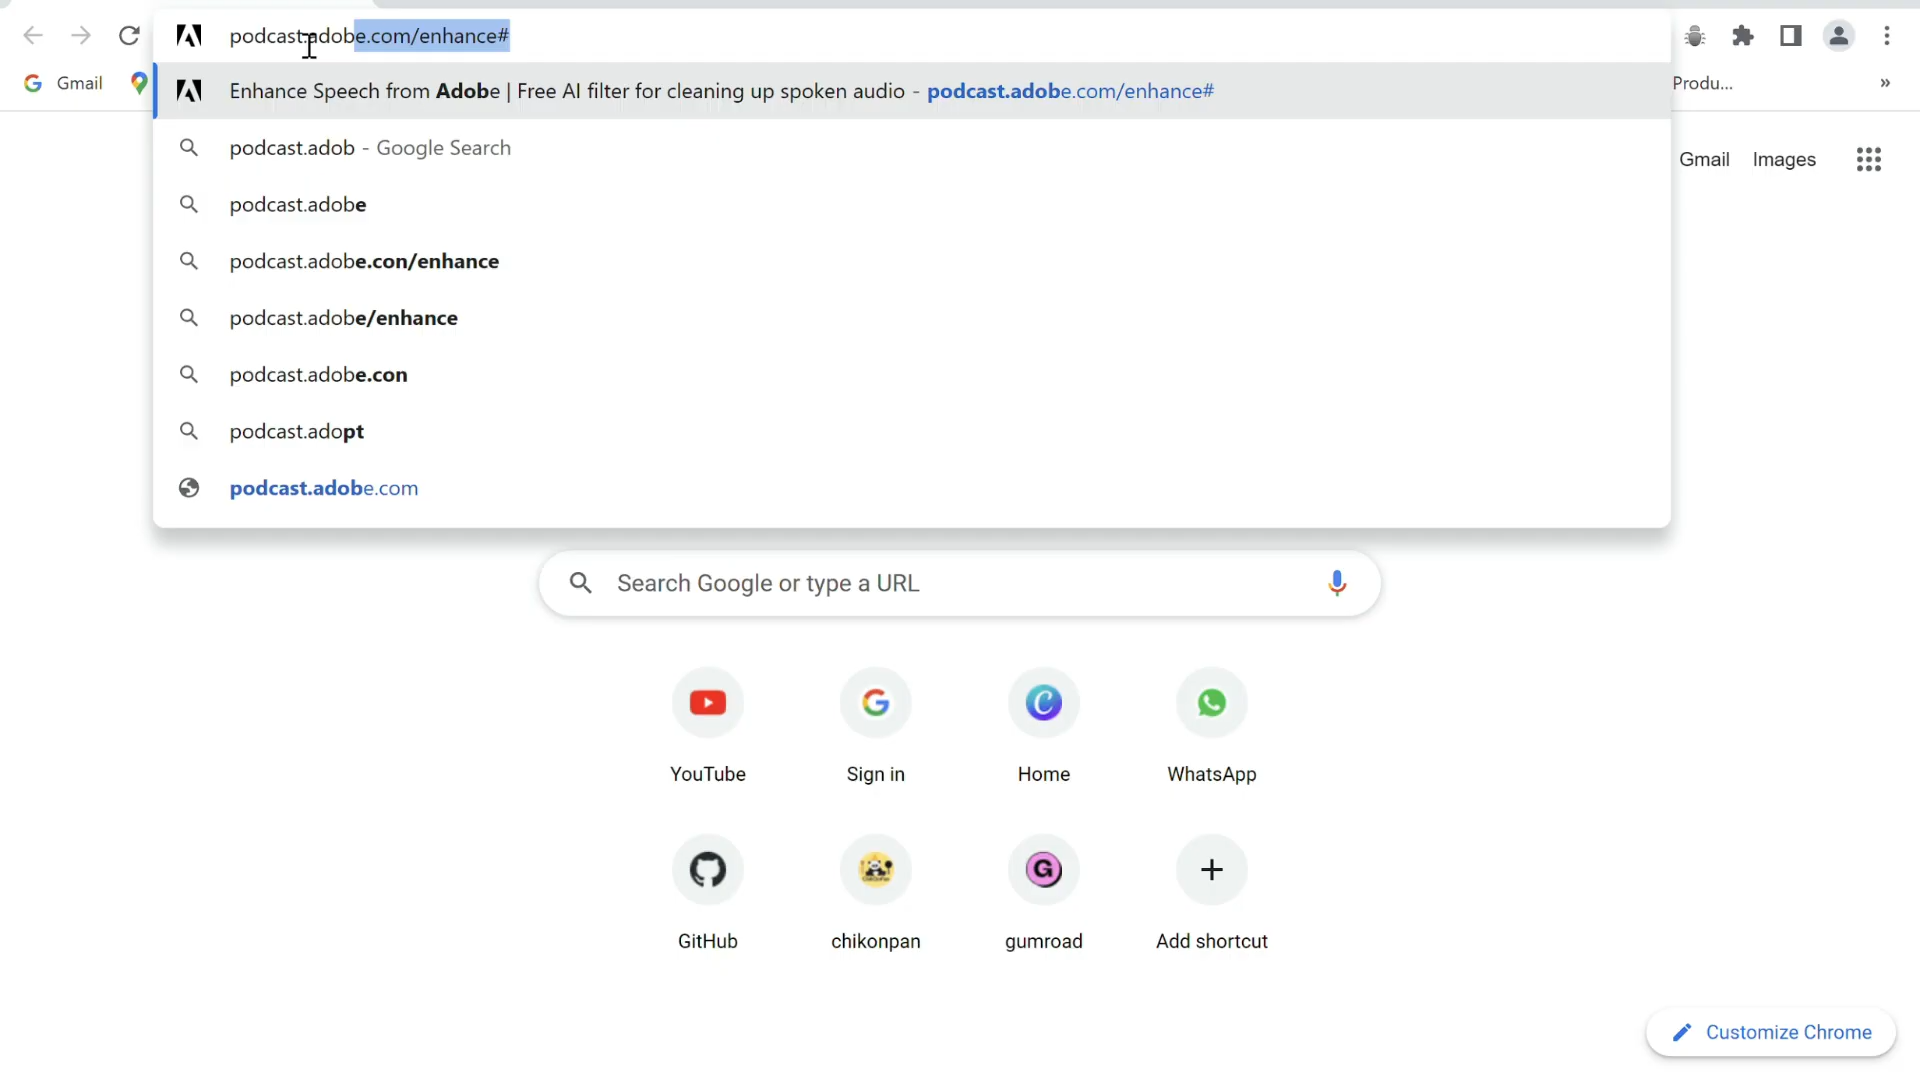 podcast.adobe.com/enhance#
Gmail
Produ...
»
Enhance Speech from Adobe | Free AI filter for cleaning up spoken audio - podcast.adobe.com/enhance#
podcast.adob - Google Search
Gmail Images
podcast.adobe
podcast.adobe.con/enhance
podcast.adobe/enhance
podcast.adobe.con
podcast.adopt
podcast.adobe.com
Search Google or type a URL
YouTube Sign in Home WhatsApp
GitHub chikonpan gumroad Add shortcut
Customize Chrome